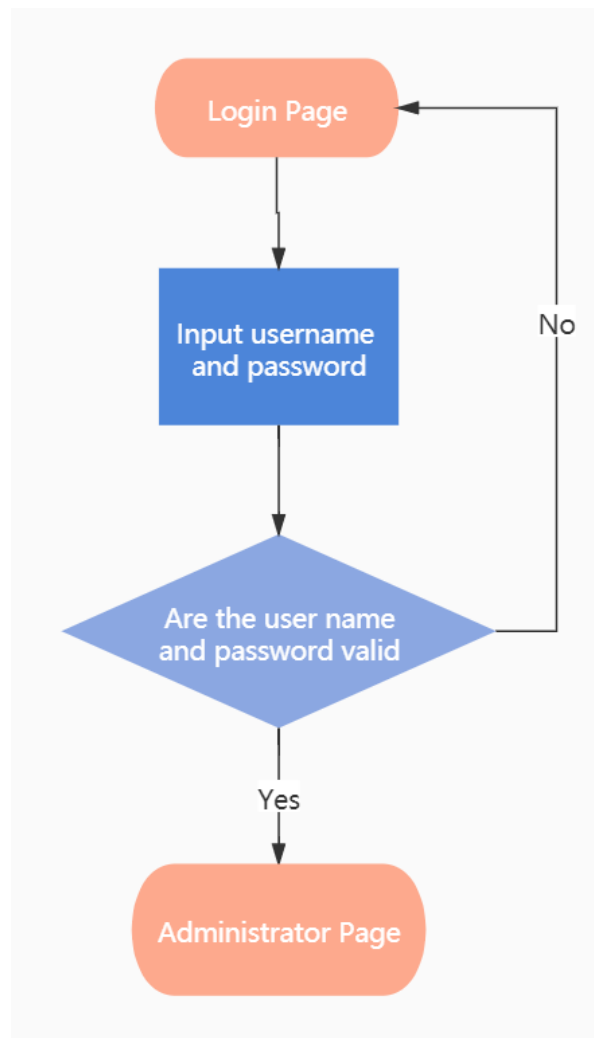 Login Page
Input username
and password
No
Are the user name
and password valid
Yes
Administrator Page